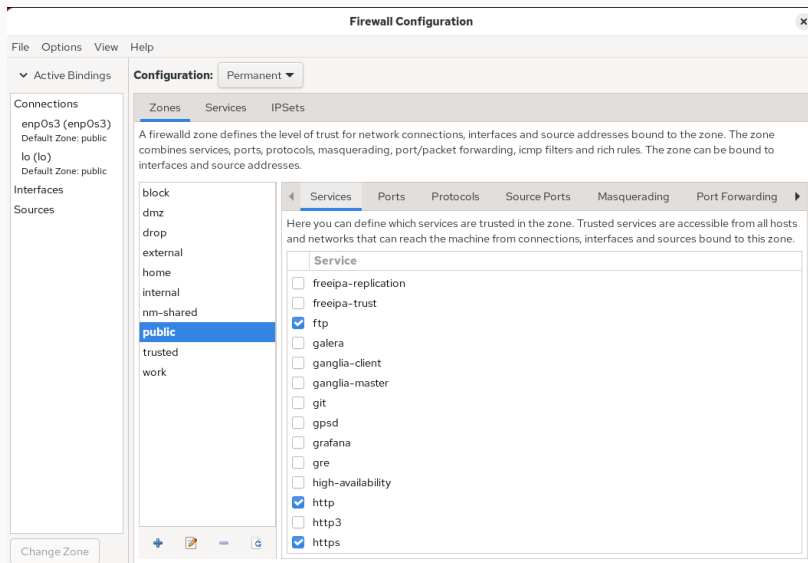 Firewall Configuration
File Options View Help
Active Bindings
Configuration: Permanent
Connections
enp0s3 (enp0s3)
Default Zone: public
lo (lo)
Default Zone: public
Interfaces
Sources
Change Zone
Zones Services IPSets
A firewalld zone defines the level of trust for network connections, interfaces and source addresses bound to the zone. The zone
combines services, ports, protocols, masquerading, port/packet forwarding, icmp filters and rich rules. The zone can be bound to
interfaces and source addresses.
block
dmz
drop
external
home
internal
nm-shared
public
trusted
work
Services Ports Protocols Source Ports Masquerading Port Forwarding
Here you can define which services are trusted in the zone. Trusted services are accessible from all hosts
and networks that can reach the machine from connections, interfaces and sources bound to this zone.
Service
freeipa-replication
freeipa-trust
ftp
galera
ganglia-client
ganglia-master
git
gpsd
grafana
gre
high-availability
http
http3
https